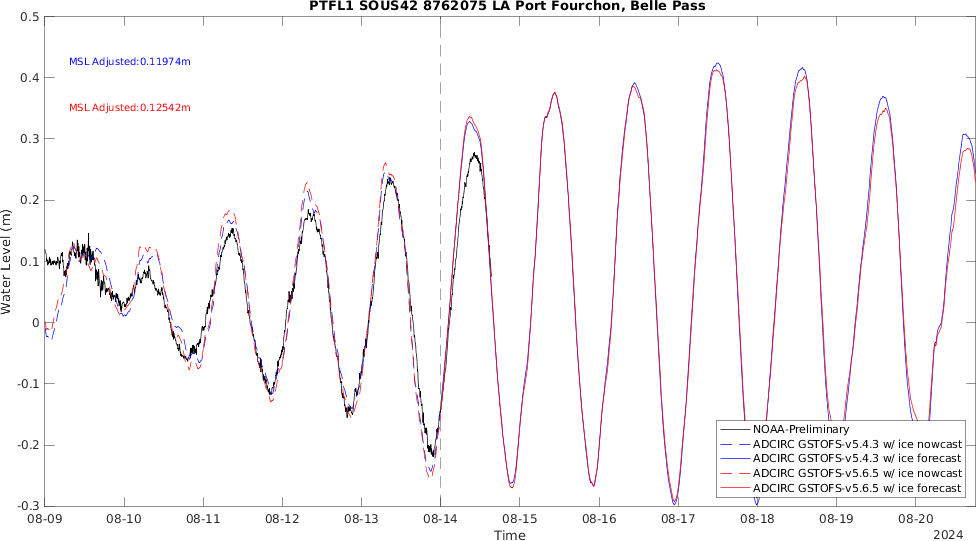 PTFL1 SOUS42 8762075 LA Port Fourchon, Belle Pass
0.5
MSL Adjusted:0.11974m
0.4
MSL Adjusted:0.12542m
0.3
0.2
0.1
0
-0.1
-0.2
-0.3
Water Level (m)
NOAA-Preliminary
ADCIRC GSTOFS-v5.4.3 w/ ice nowcast
ADCIRC GSTOFS-v5.4.3 w/ ice forecast
ADCIRC GSTOFS-v5.6.5 w/ ice nowcast
ADCIRC GSTOFS-v5.6.5 w/ ice forecast
08-09 08-10 08-11 08-12 08-13 08-14 08-15 08-16 08-17 08-18 08-19 08-20
Time
2024